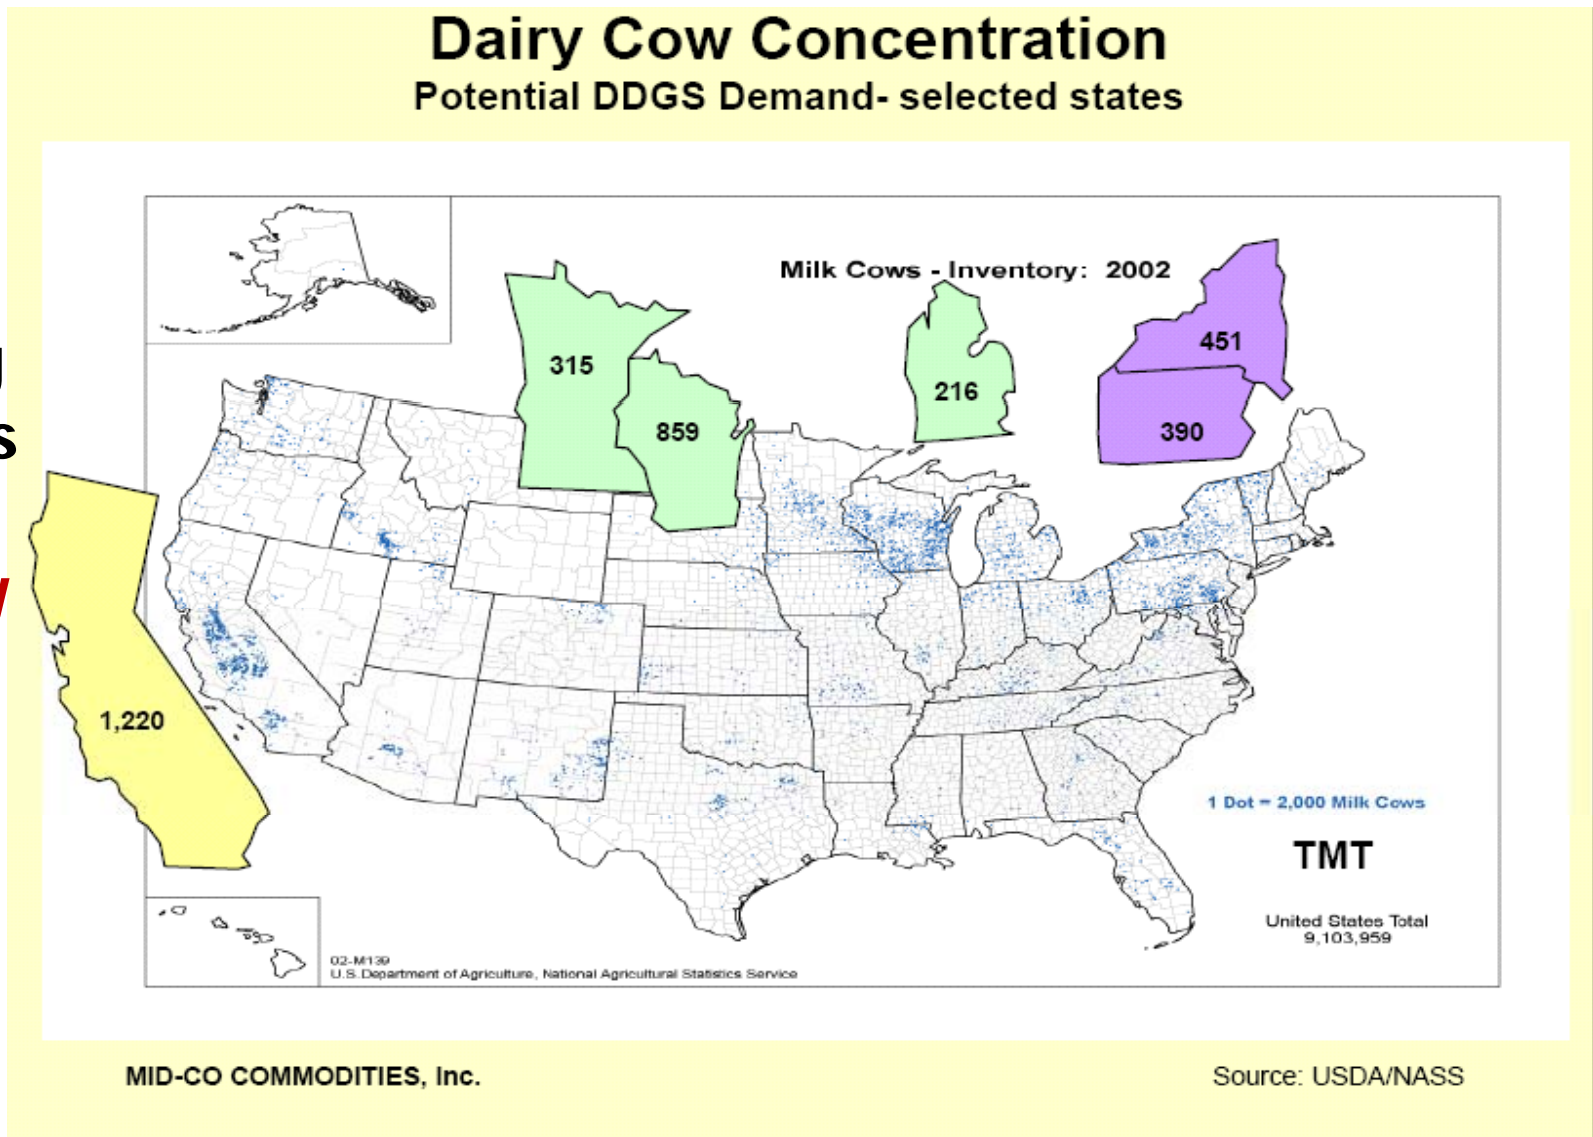 Dairy Cow Concentration
Potential DDGS Demand- selected states
Milk Cows - Inventory: 2002
315
859
216
451
390
1,220
1 Dot = 2,000 Milk Cows
TMT
United States Total
9,103,959
02-M139
U.S. Department of Agriculture, National Agricultural Statistics Service
MID-CO COMMODITIES, Inc.
Source: USDA/NASS